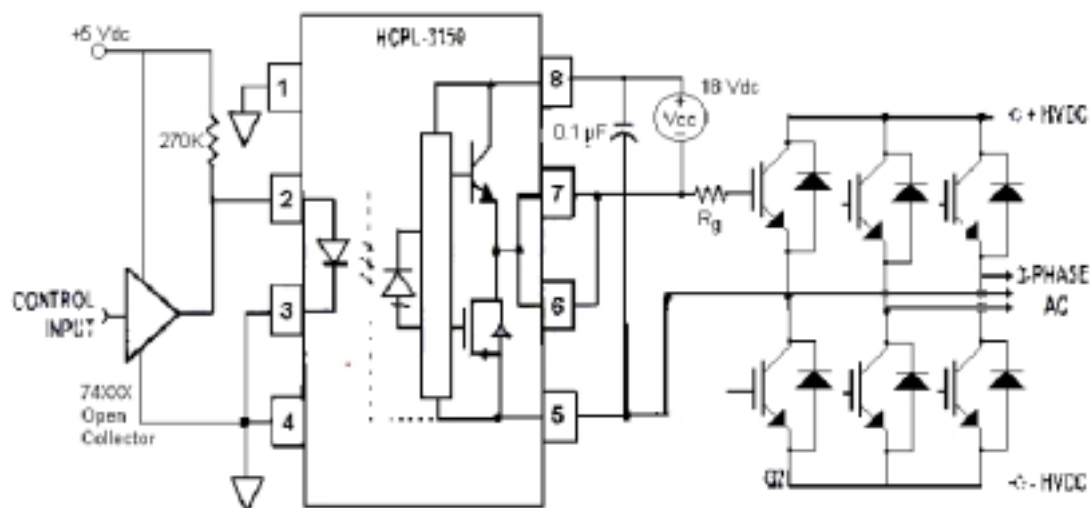 +5 Vdc
HCPL-3150
1
8
18 Vdc
+ HVDC
270K
0.1 µF
Vcc
2
7
Rg
CONTROL
INPUT
3
6
3-PHASE
AC
74XXX
Open
Collector
4
5
- HVDC